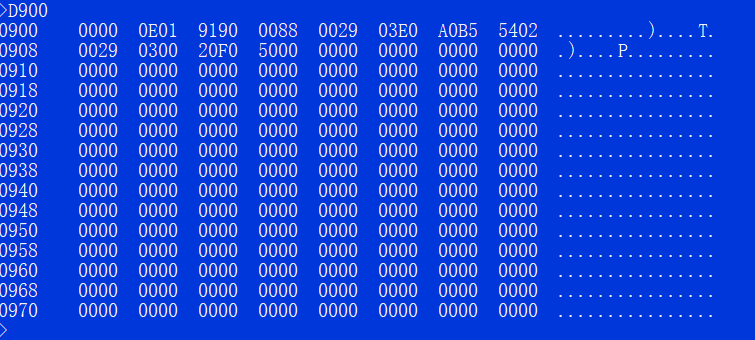 >D900
0900 0000 0E01 9190 0088 0029 03E0 A0B5 5402 .........)....T.
0908 0029 0300 20F0 5000 0000 0000 0000 0000 .)....P.........
0910 0000 0000 0000 0000 0000 0000 0000 0000 ................
0918 0000 0000 0000 0000 0000 0000 0000 0000 ................
0920 0000 0000 0000 0000 0000 0000 0000 0000 ................
0928 0000 0000 0000 0000 0000 0000 0000 0000 ................
0930 0000 0000 0000 0000 0000 0000 0000 0000 ................
0938 0000 0000 0000 0000 0000 0000 0000 0000 ................
0940 0000 0000 0000 0000 0000 0000 0000 0000 ................
0948 0000 0000 0000 0000 0000 0000 0000 0000 ................
0950 0000 0000 0000 0000 0000 0000 0000 0000 ................
0958 0000 0000 0000 0000 0000 0000 0000 0000 ................
0960 0000 0000 0000 0000 0000 0000 0000 0000 ................
0968 0000 0000 0000 0000 0000 0000 0000 0000 ................
0970 0000 0000 0000 0000 0000 0000 0000 0000 ................
>